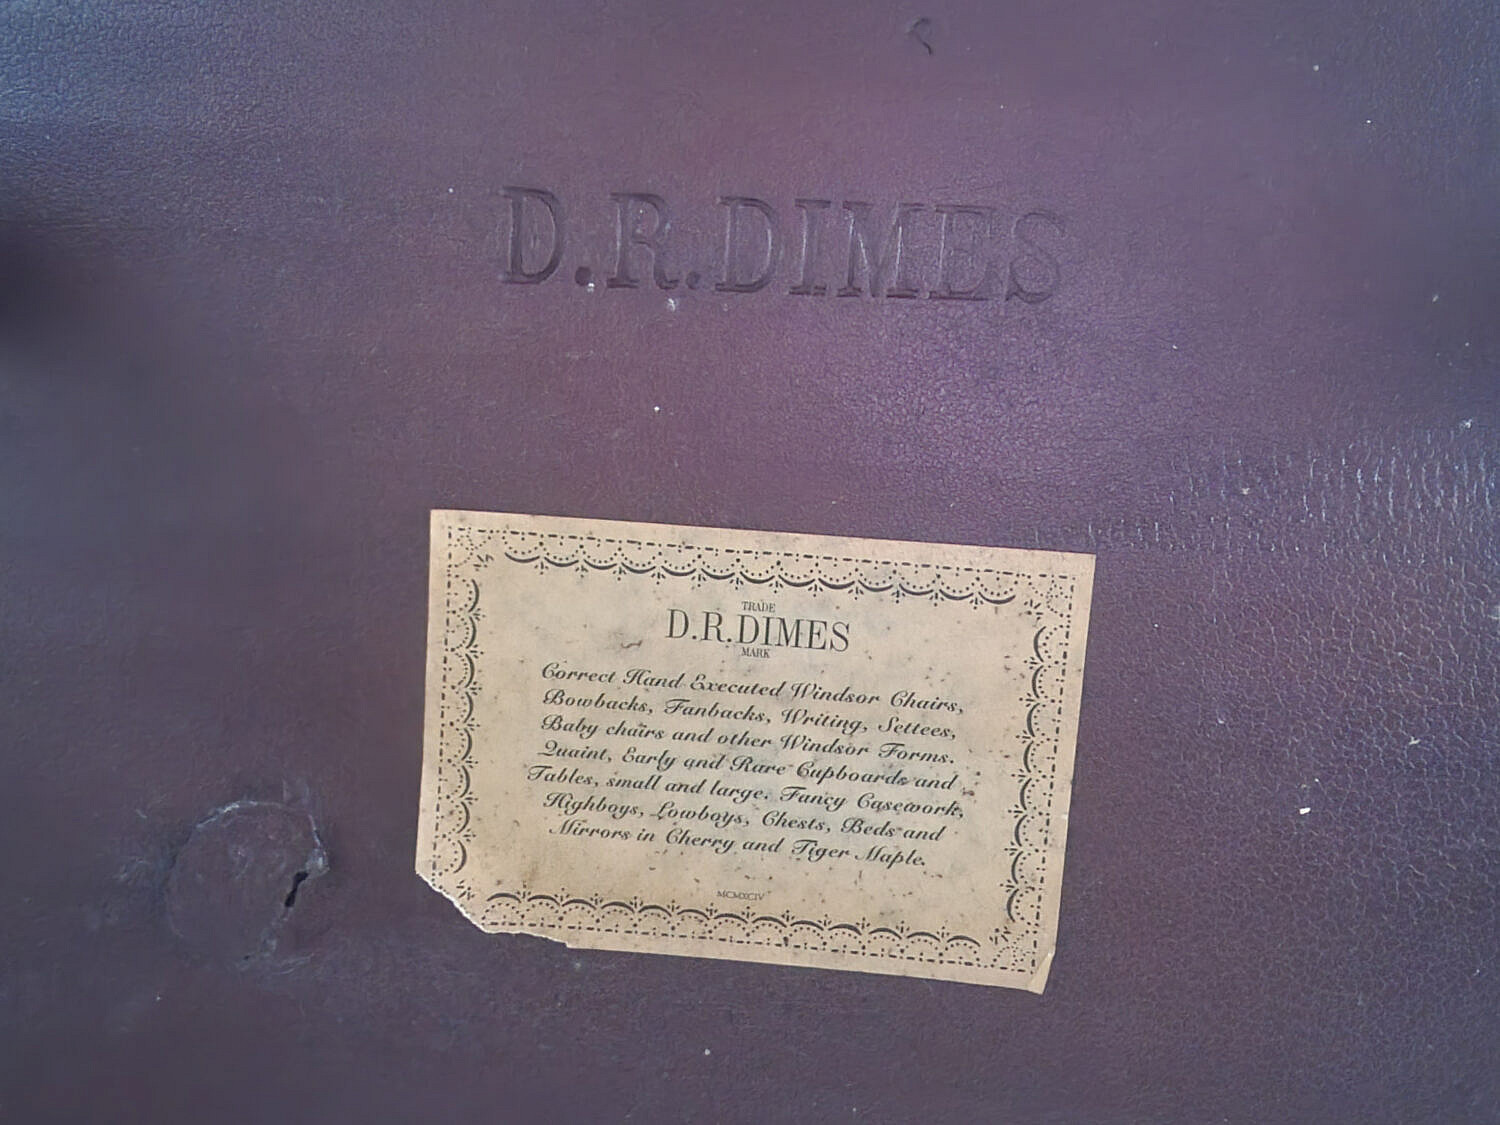 D.R.DIMES
TRADE
D.R.DIMES
MARK
Correct Hand Executed Windsor Chairs,
Bowbacks, Fanbacks, Writing, Settees,
Baby chairs and other Windsor Forms.
Quaint, Early and Rare Cupboards and
Tables, small and large. Fancy Casework,
Highboys, Lowboys, Chests, Beds and
Mirrors in Cherry and Tiger Maple.
MCMXCIV